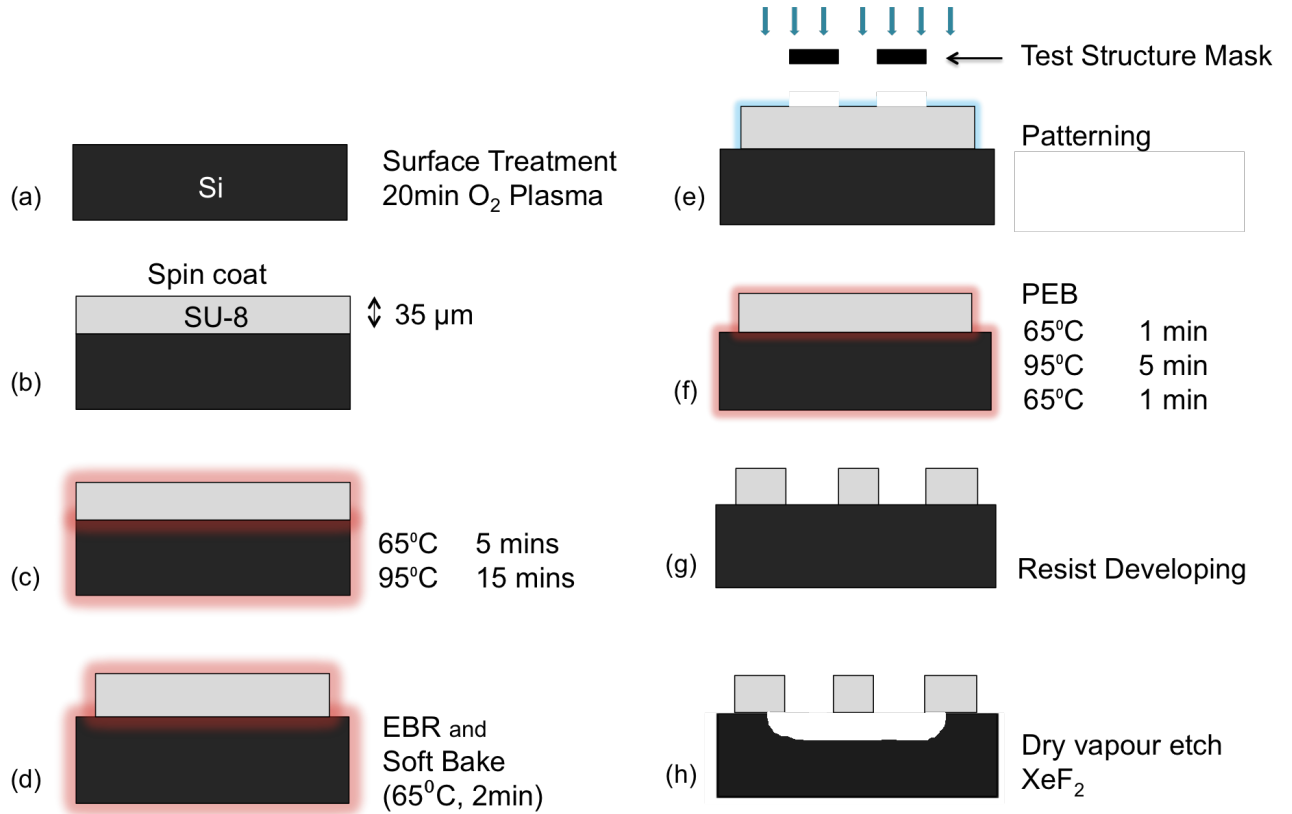 (a)
Si
Surface Treatment
20min O₂ Plasma
(b)
Spin coat
SU-8
35 µm
(c)
65⁰C 5 mins
95⁰C 15 mins
(d)
EBR and
Soft Bake
(65⁰C, 2min)
Test Structure Mask
(e)
Patterning
(f)
PEB
65⁰C 1 min
95⁰C 5 min
65⁰C 1 min
(g)
Resist Developing
(h)
Dry vapour etch
XeF₂